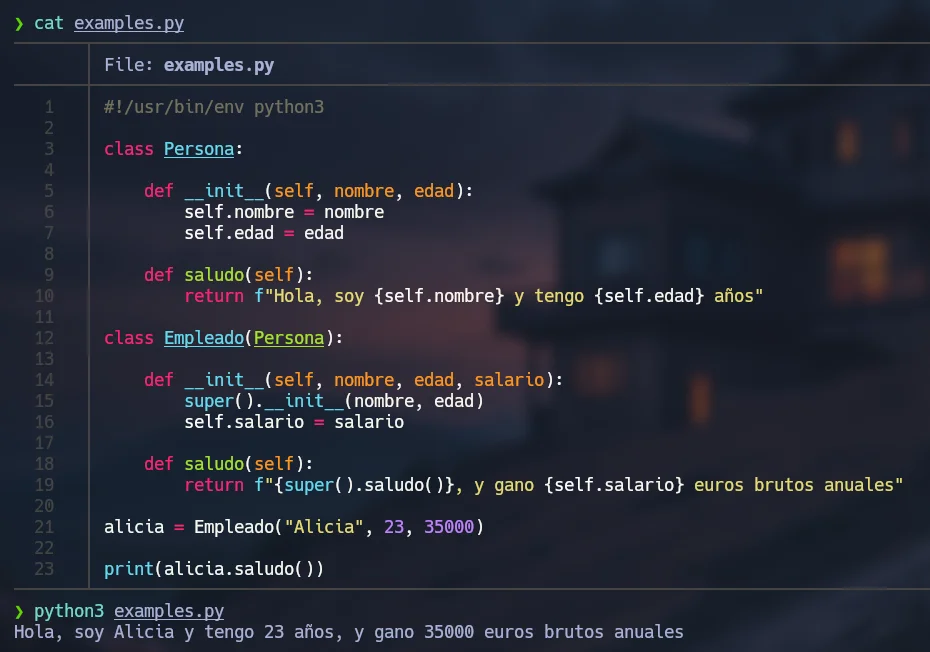 ❯ cat examples.py
File: examples.py
1 #!/usr/bin/env python3
2
3 class Persona:
4
5     def __init__(self, nombre, edad):
6         self.nombre = nombre
7         self.edad = edad
8
9     def saludo(self):
10         return f"Hola, soy {self.nombre} y tengo {self.edad} años"
11
12 class Empleado(Persona):
13
14     def __init__(self, nombre, edad, salario):
15         super().__init__(nombre, edad)
16         self.salario = salario
17
18     def saludo(self):
19         return f"{super().saludo()}, y gano {self.salario} euros brutos anuales"
20
21 alicia = Empleado("Alicia", 23, 35000)
22
23 print(alicia.saludo())
❯ python3 examples.py
Hola, soy Alicia y tengo 23 años, y gano 35000 euros brutos anuales